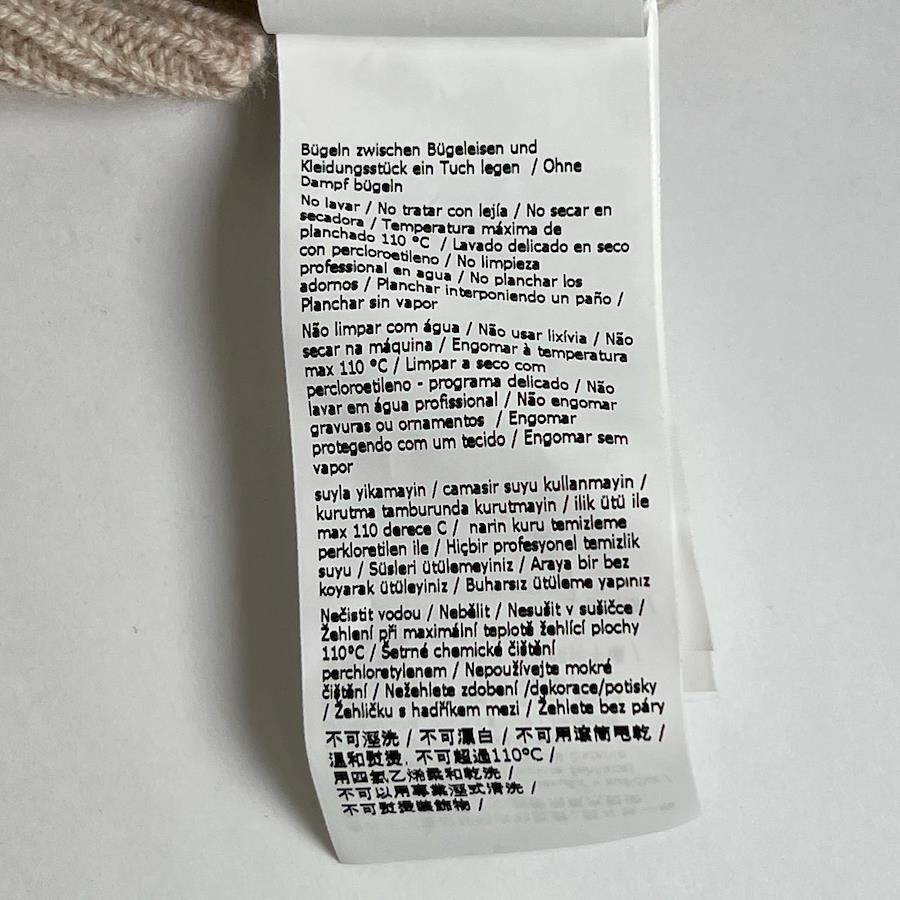 Bügeln zwischen Bügeleisen und
Kleidungsstück ein Tuch legen / Ohne
Dampf bügeln
No lavar / No tratar con lejía / No secar en
secadora / Temperatura máxima de
planchado 110 °C / Lavado delicado en seco
con percloroetileno / No limpieza
professional en agua / No planchar los
adornos / Planchar interponiendo un paño /
Planchar sin vapor
Não limpar com água / Não usar lixívia / Não
secar na máquina / Engomar à temperatura
max 110 °C / Limpar a seco com
percloroetileno - programa delicado / Não
lavar em água profissional / Não engomar
gravuras ou ornamentos / Engomar
protegendo com um tecido / Engomar sem
vapor
suyla yikamayin / camasir suyu kullanmayin /
kurutma tamburunda kurutmayin / ilik ütü ile
max 110 derece C / narin kuru temizleme
perkloretilen ile / Hiçbir profesyonel temizlik
suyu / Süsleri ütülemeyiniz / Araya bir bez
koyarak ütüleyiniz / Buharsız ütüleme yapınız
Nečistit vodou / Nebělit / Nesušit v sušičce /
Žehlení při maximální teplotě žehlící plochy
110°C / Šetrné chemické čištění
perchloretylenem / Nepoužívejte mokré
čištění / Nežehlete zdobení /dekorace/potisky
/ Žehličku s hadříkem mezi / Žehlete bez páry
不可溼洗 / 不可漂白 / 不可用滾筒甩乾 /
溫和熨燙, 不可超過110°C /
用四氯乙烯柔和乾洗 /
不可以用專業溼式清洗 /
不可熨燙裝飾物 /